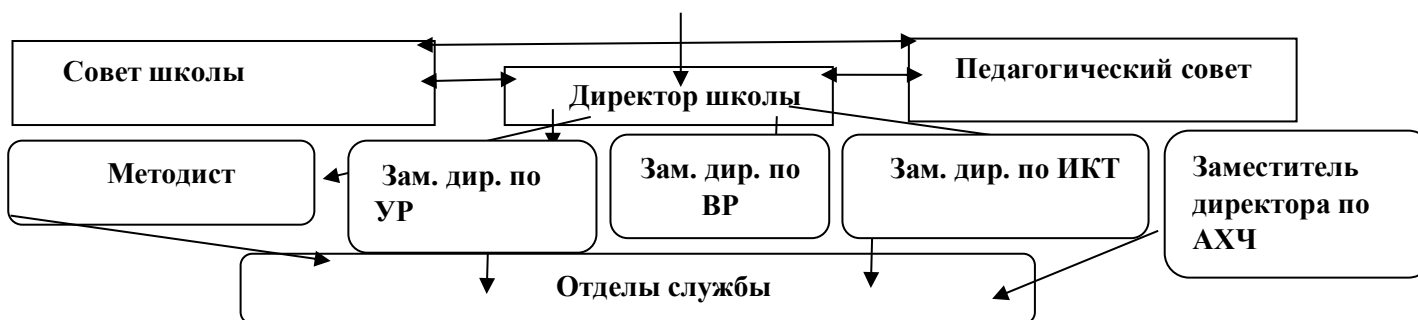 Совет школы
Педагогический совет
Директор школы
Методист
Зам. дир. по
УР
Зам. дир. по
ВР
Зам. дир. по ИКТ
Заместитель
директора по
АХЧ
Отделы службы